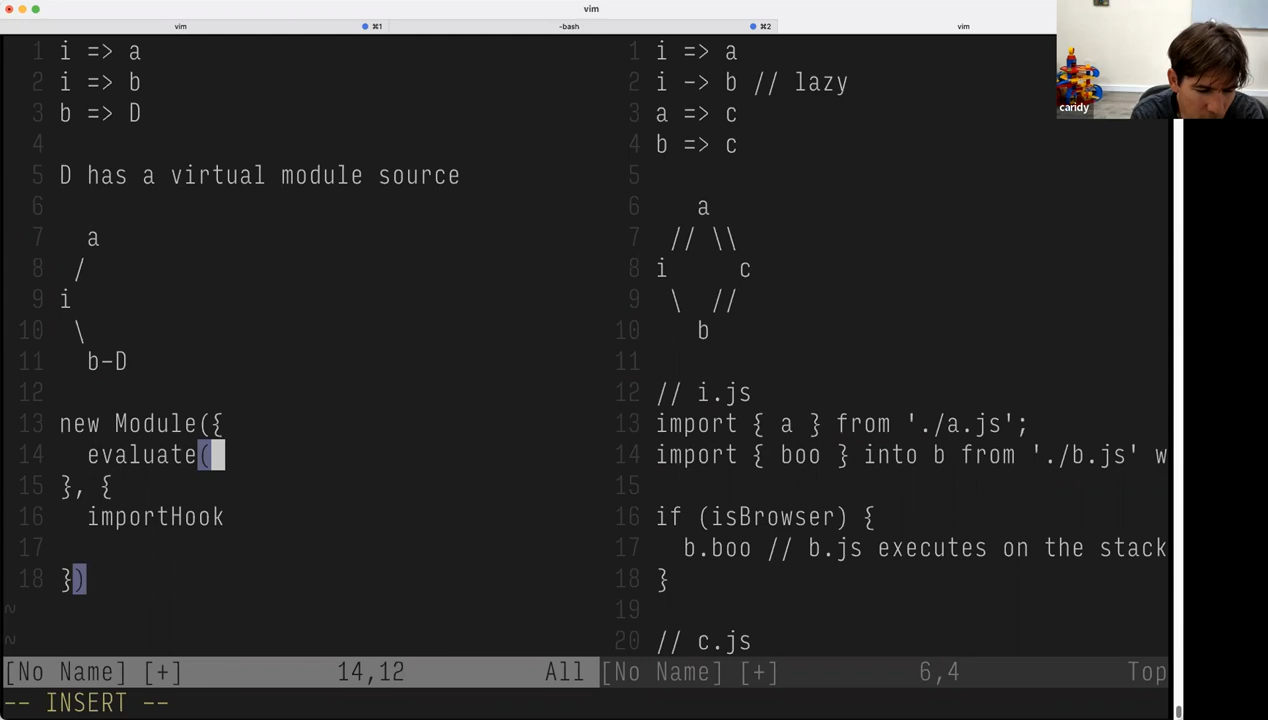 vim
vim
⌘1
-bash
⌘2
vim
1 i => a
2 i => b
3 b => D
4
5 D has a virtual module source
6
7 a
8 /
9 i
10 \
11 b-D
12
13 new Module({
14 evaluate(
15 }, {
16 importHook
17
18 })
~
~
[No Name] [+] 14,12 All
-- INSERT --
1 i => a
2 i -> b // lazy
3 a => c
4 b => c
5
6 a
7 // \\
8 i c
9 \ //
10 b
11
12 // i.js
13 import { a } from './a.js';
14 import { boo } into b from './b.js' w
15
16 if (isBrowser) {
17 b.boo // b.js executes on the stack
18 }
19
20 // c.js
[No Name] [+] 6,4 Top
caridy